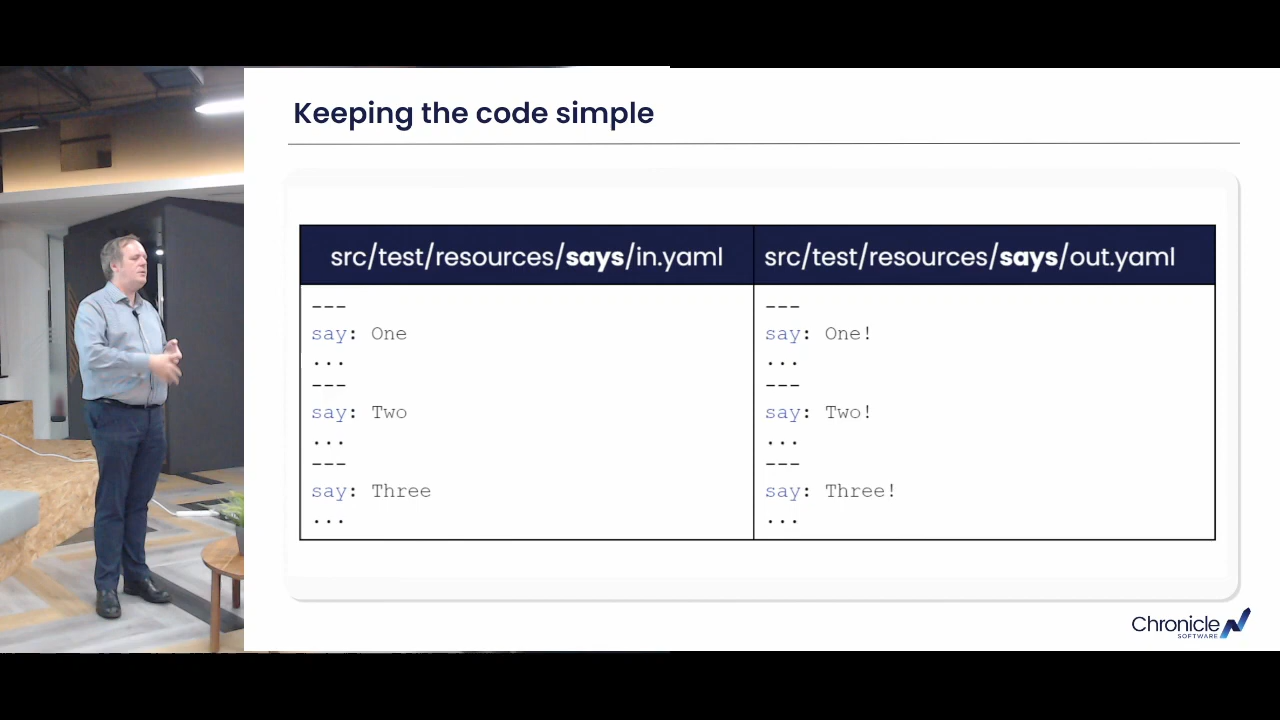 Keeping the code simple
src/test/resources/says/in.yaml
src/test/resources/says/out.yaml
---
say: One
...
---
say: Two
...
---
say: Three
...
---
say: One!
...
---
say: Two!
...
---
say: Three!
...
Chronicle
SOFTWARE